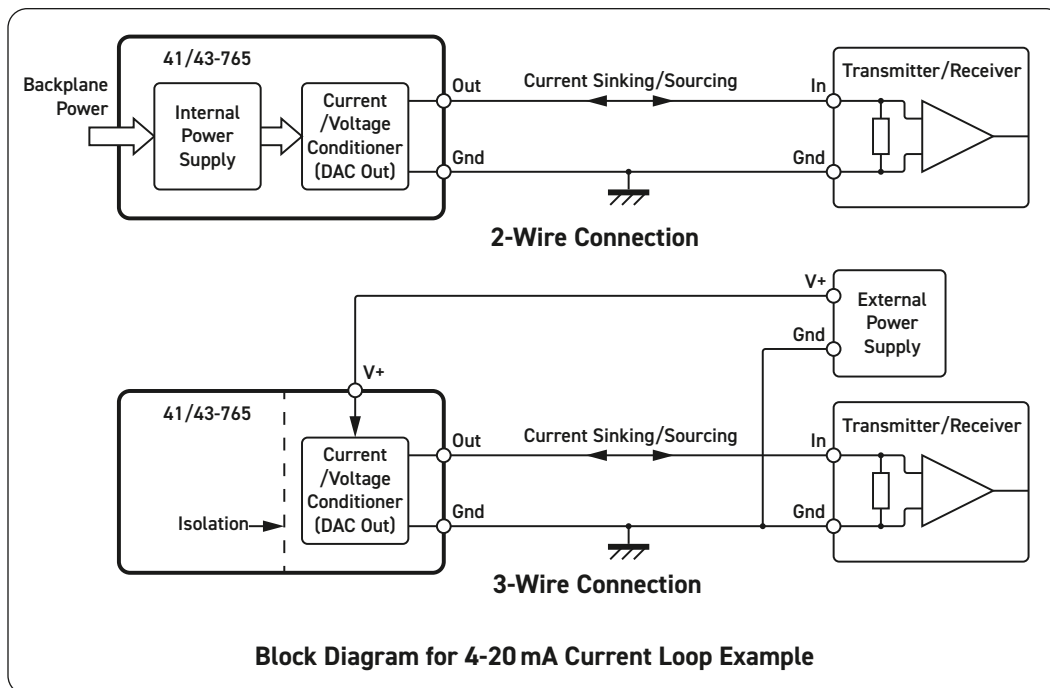 41/43-765
Backplane
Power
Internal
Power
Supply
Current
/Voltage
Conditioner
(DAC Out)
Out
Gnd
Current Sinking/Sourcing
In
Gnd
Transmitter/Receiver
2-Wire Connection
V+
Gnd
External
Power
Supply
V+
41/43-765
Isolation
Current
/Voltage
Conditioner
(DAC Out)
Out
Gnd
Current Sinking/Sourcing
In
Gnd
Transmitter/Receiver
3-Wire Connection
Block Diagram for 4-20 mA Current Loop Example